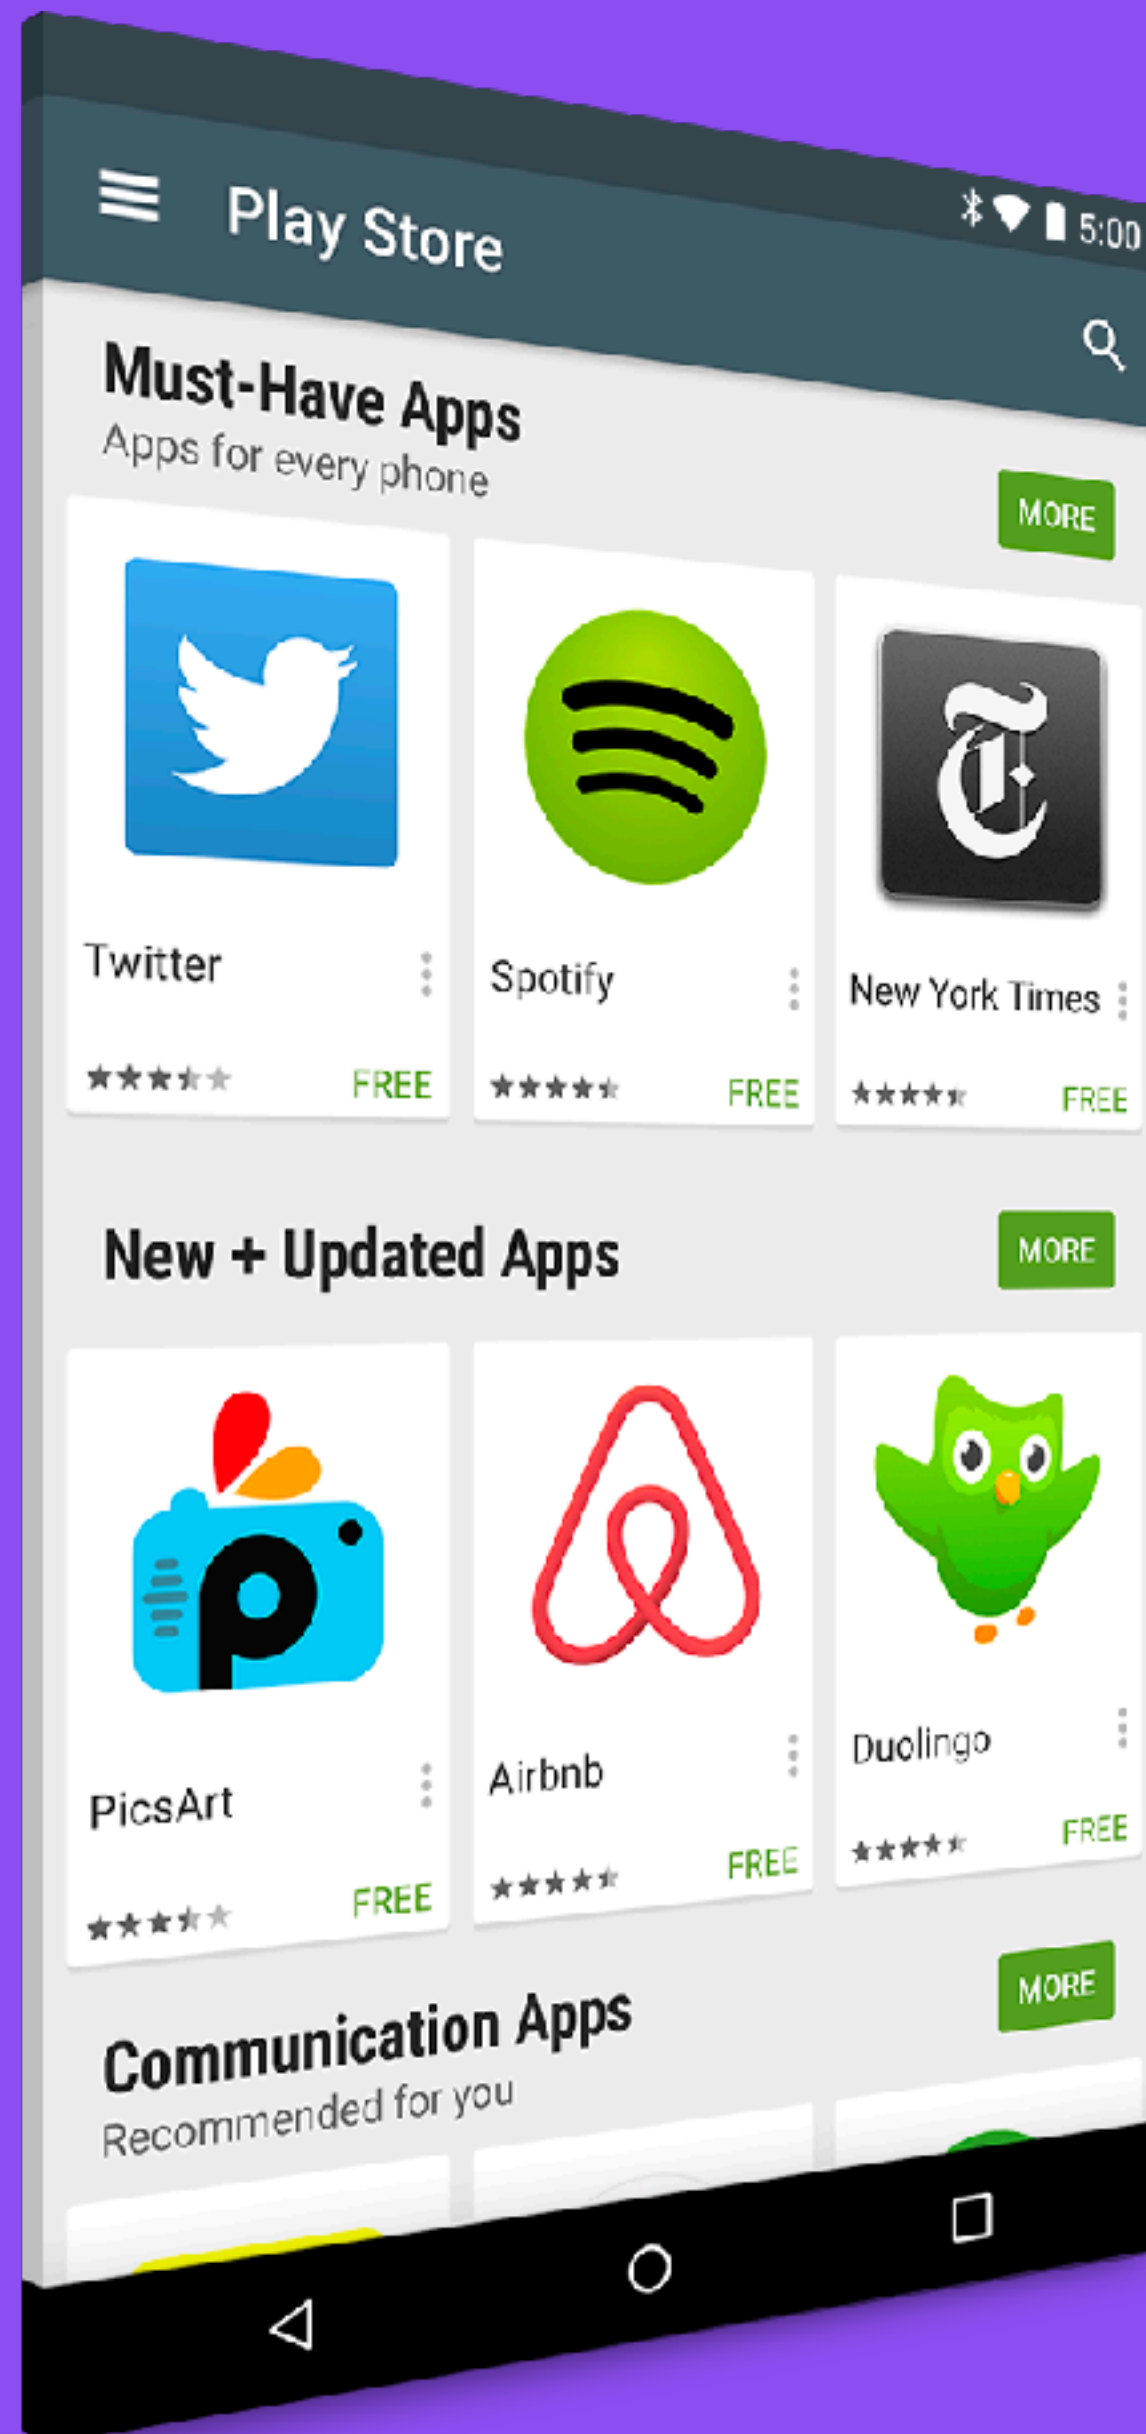 5:00
Play Store
Must-Have Apps
Apps for every phone
MORE
Twitter
Spotify
New York Times
FREE
FREE
FREE
New + Updated Apps
MORE
PicsArt
Airbnb
Duolingo
FREE
FREE
FREE
Communication Apps
MORE
Recommended for you